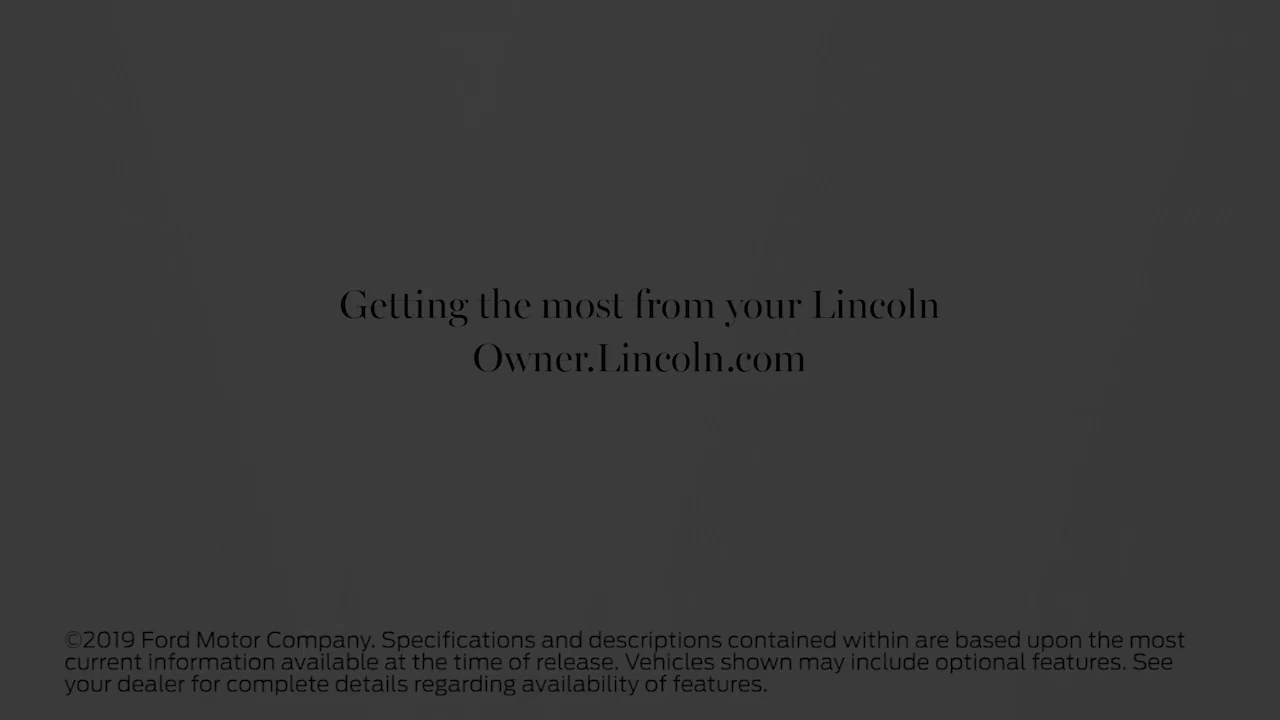 Getting the most from your Lincoln
Owner.Lincoln.com
©2019 Ford Motor Company. Specifications and descriptions contained within are based upon the most
current information available at the time of release. Vehicles shown may include optional features. See
your dealer for complete details regarding availability of features.